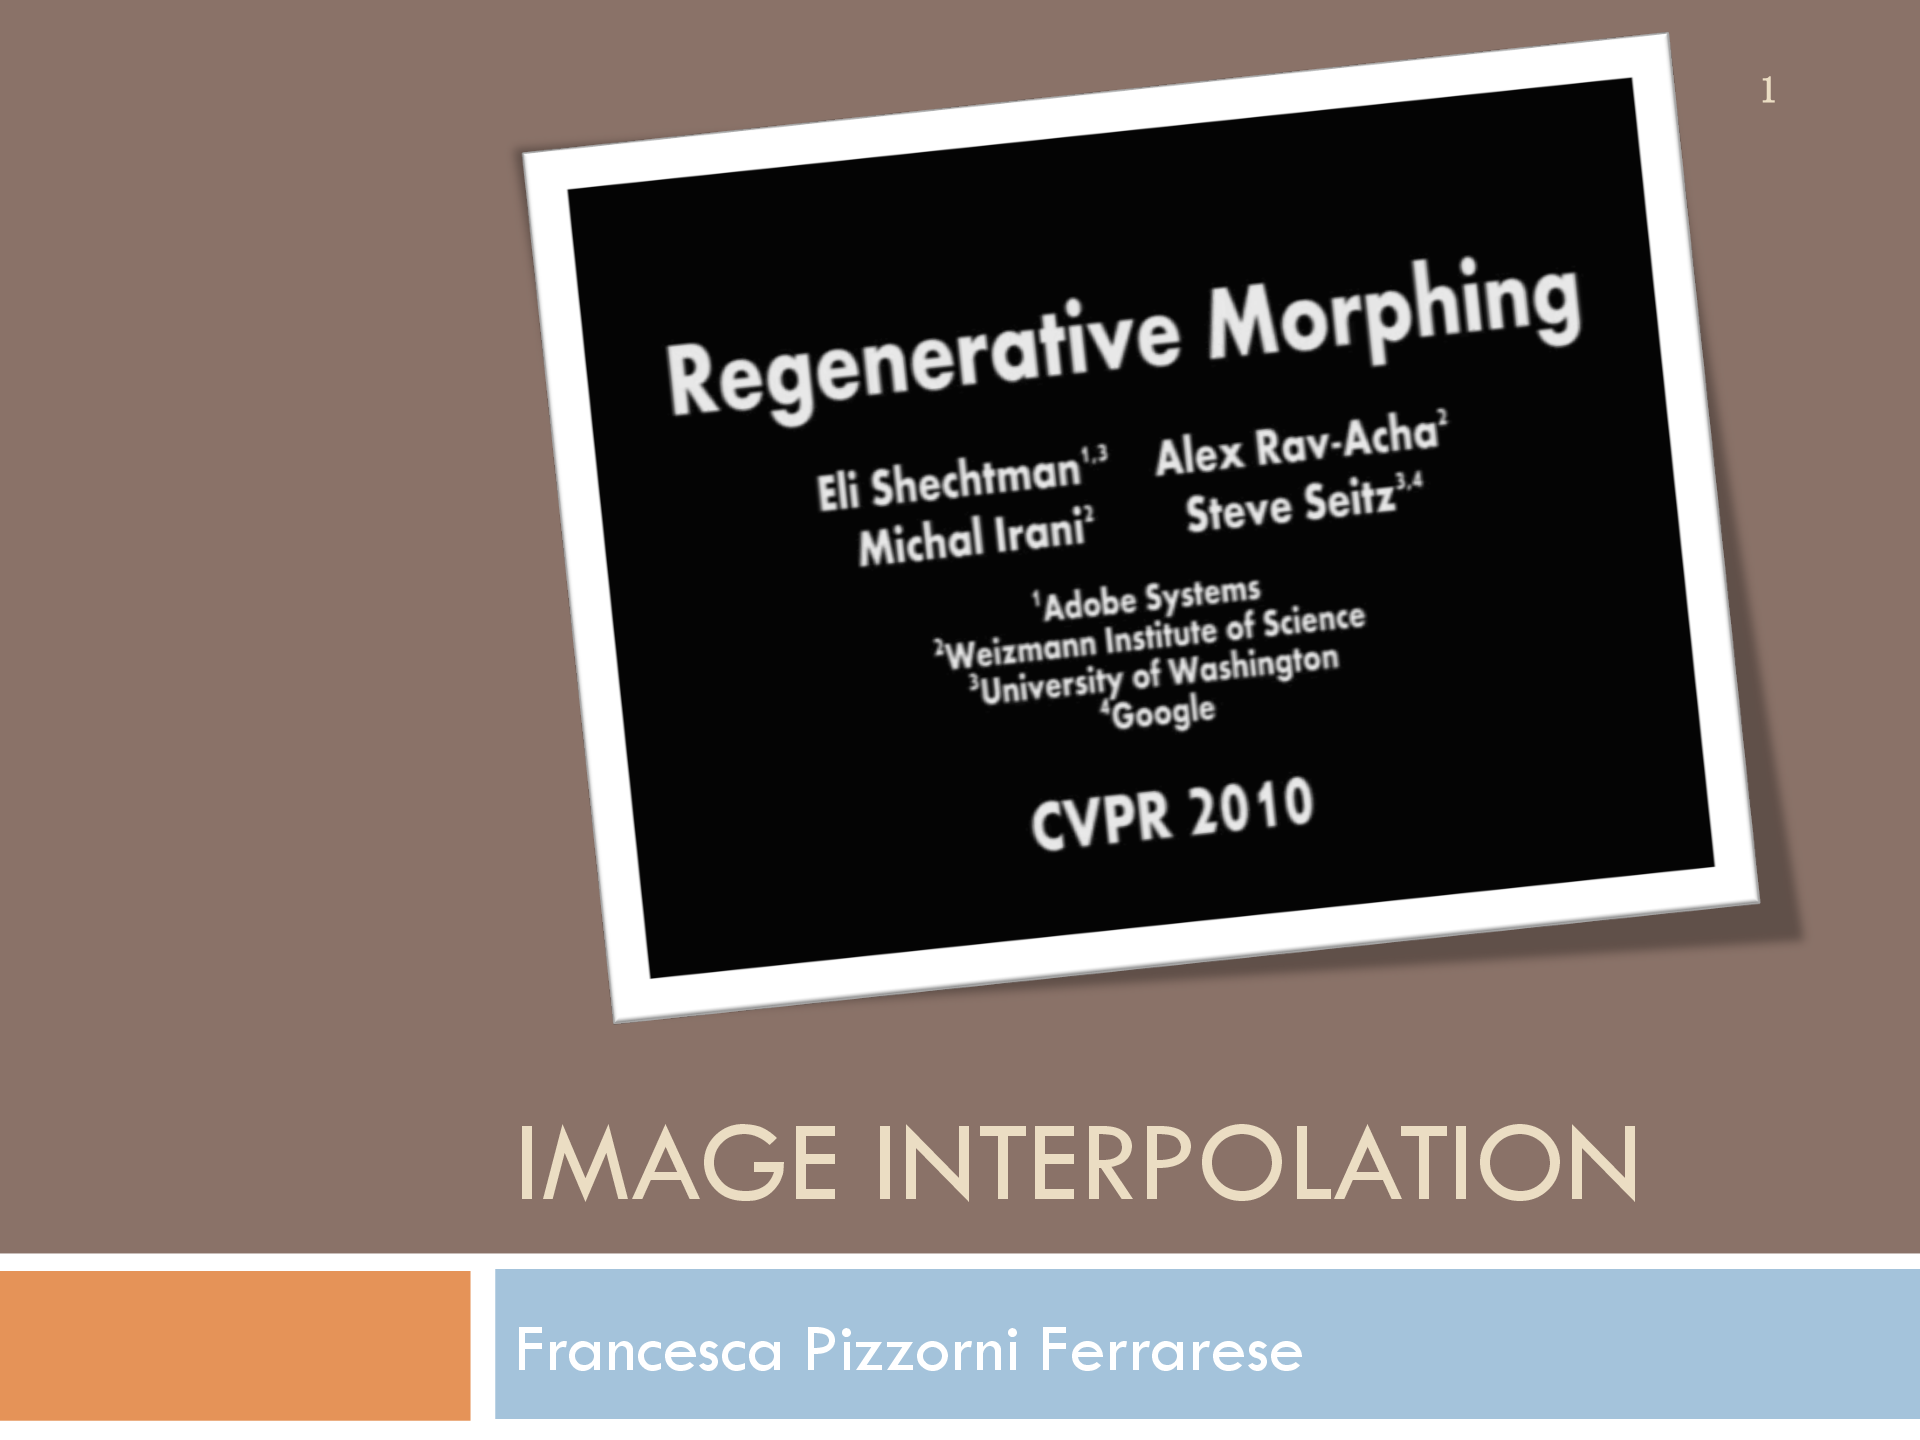 1
Regenerative Morphing
Eli Shechtman1,3 Alex Rav-Acha2
Michal Irani2 Steve Seitz3,4
1Adobe Systems
2Weizmann Institute of Science
3University of Washington
4Google
CVPR 2010
IMAGE INTERPOLATION
Francesca Pizzorni Ferrarese